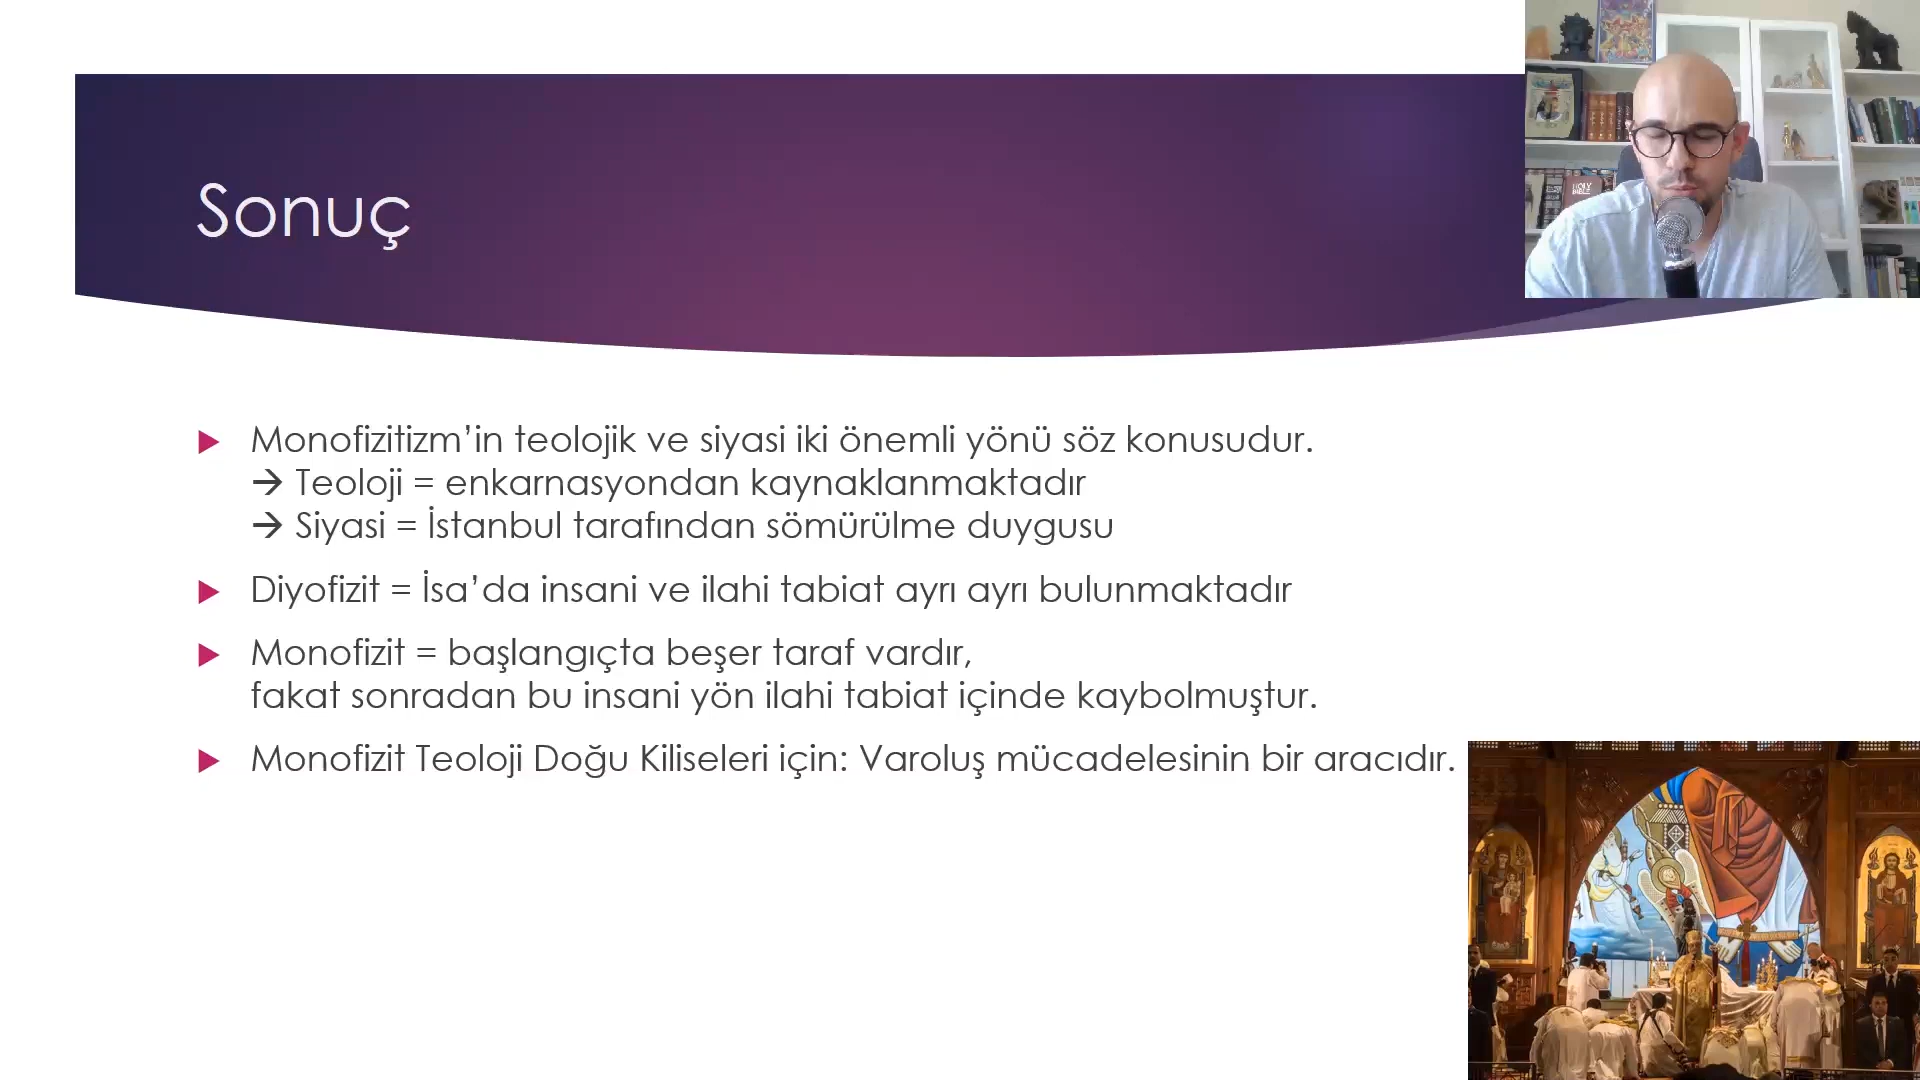 Sonuç
Monofizitizm’in teolojik ve siyasi iki önemli yönü söz konusudur.
→ Teoloji = enkarnasyondan kaynaklanmaktadır
→ Siyasi = İstanbul tarafından sömürülme duygusu
Diyofizit = İsa’da insani ve ilahi tabiat ayrı ayrı bulunmaktadır
Monofizit = başlangıçta beşer taraf vardır,
fakat sonradan bu insani yön ilahi tabiat içinde kaybolmuştur.
Monofizit Teoloji Doğu Kiliseleri için: Varoluş mücadelesinin bir aracıdır.
HOLY
BIBLE